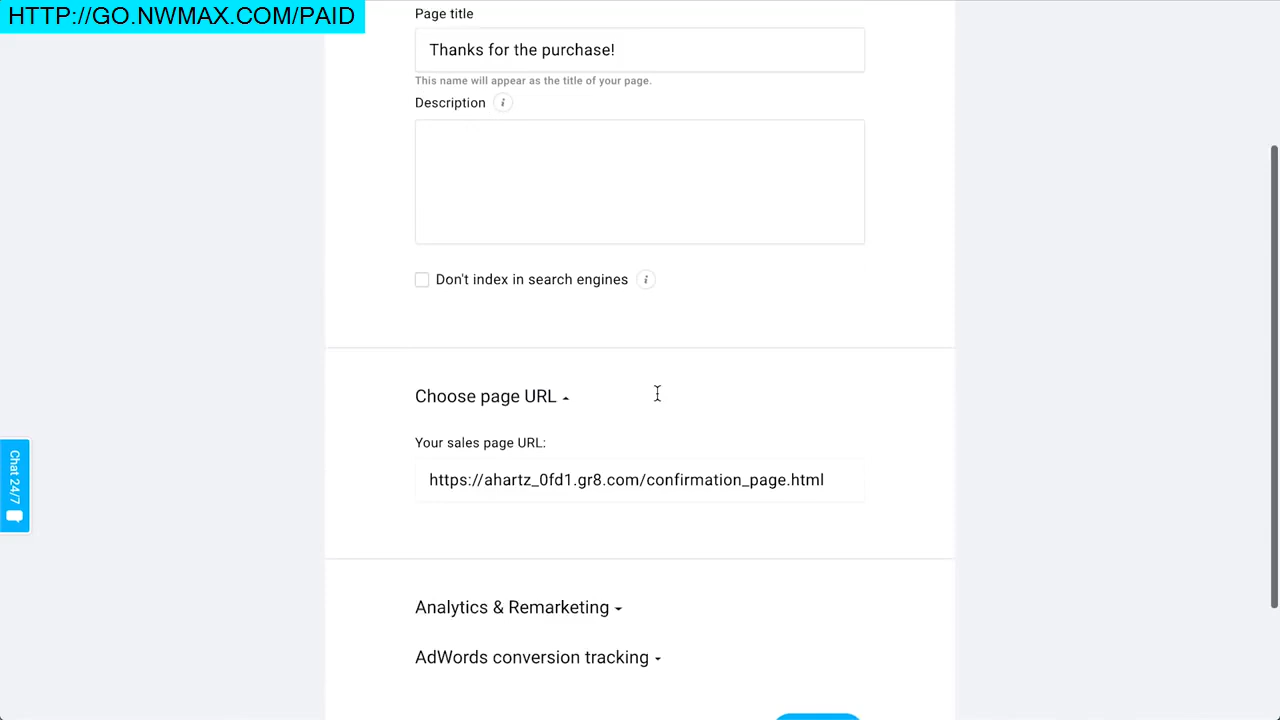 HTTP://GO.NWMAX.COM/PAID
Page title
Thanks for the purchase!
This name will appear as the title of your page.
Description i
Don't index in search engines i
Choose page URL
Your sales page URL:
https://ahartz_0fd1.gr8.com/confirmation_page.html
Chat 24/7
Analytics & Remarketing
AdWords conversion tracking